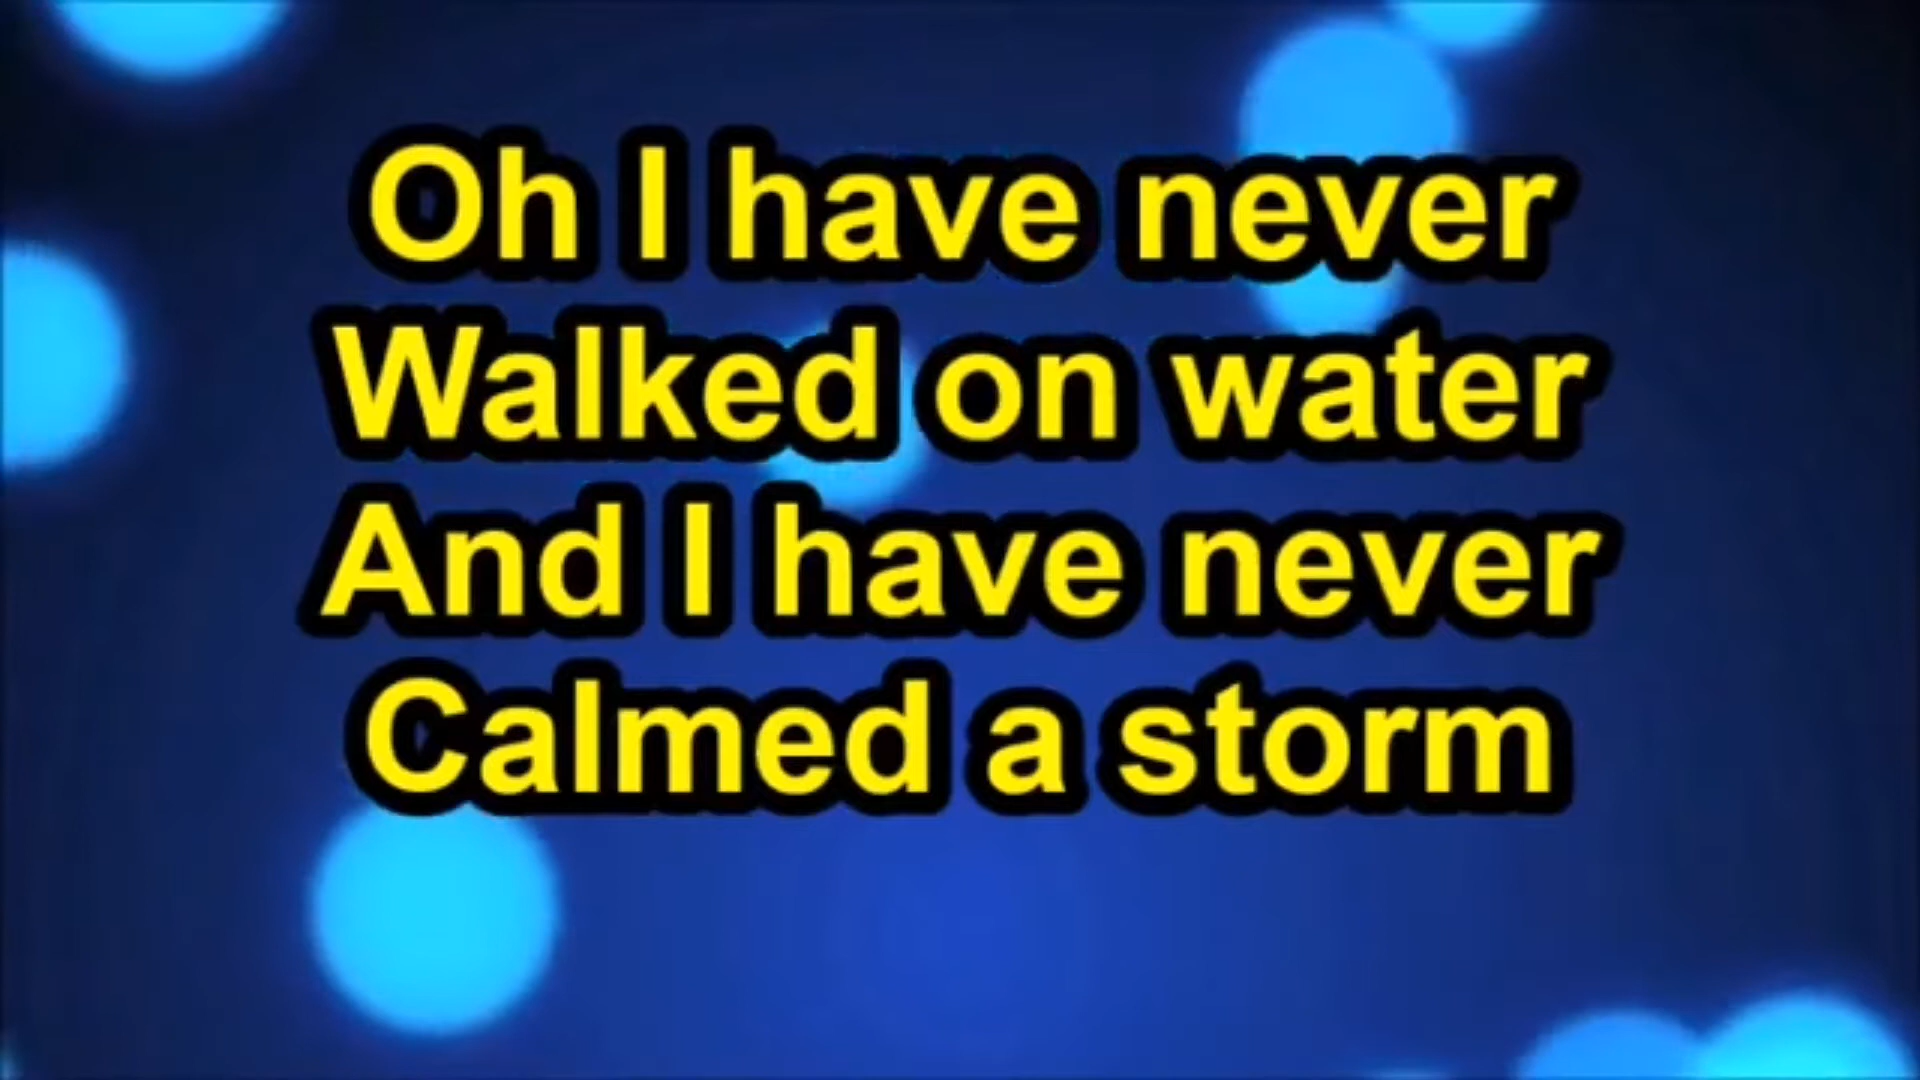 Oh I have never
Walked on water
And I have never
Calmed a storm